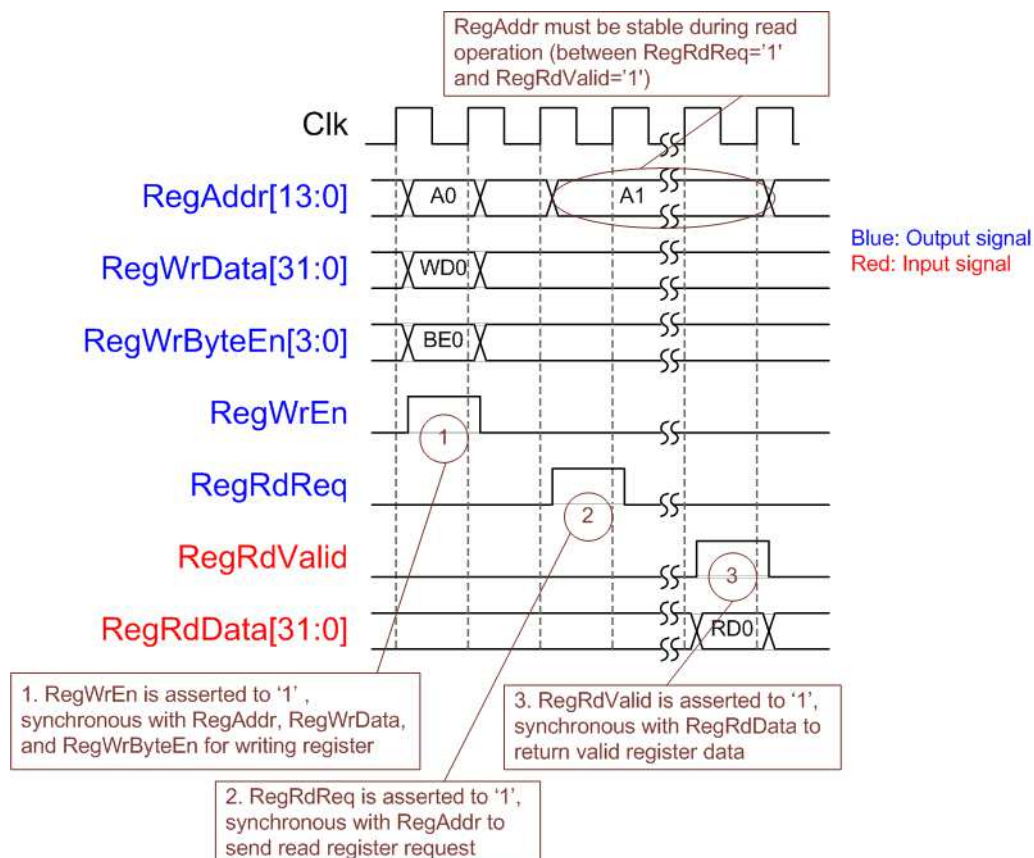 RegAddr must be stable during read
operation (between RegRdReq='1'
and RegRdValid='1')
Clk
RegAddr[13:0]
A0
A1
Blue: Output signal
Red: Input signal
RegWrData[31:0]
WD0
RegWrByteEn[3:0]
BE0
RegWrEn
1
RegRdReq
2
RegRdValid
3
RegRdData[31:0]
RD0
1. RegWrEn is asserted to ‘1’ ,
synchronous with RegAddr, RegWrData,
and RegWrByteEn for writing register
3. RegRdValid is asserted to ‘1’,
synchronous with RegRdData to
return valid register data
2. RegRdReq is asserted to ‘1’,
synchronous with RegAddr to
send read register request